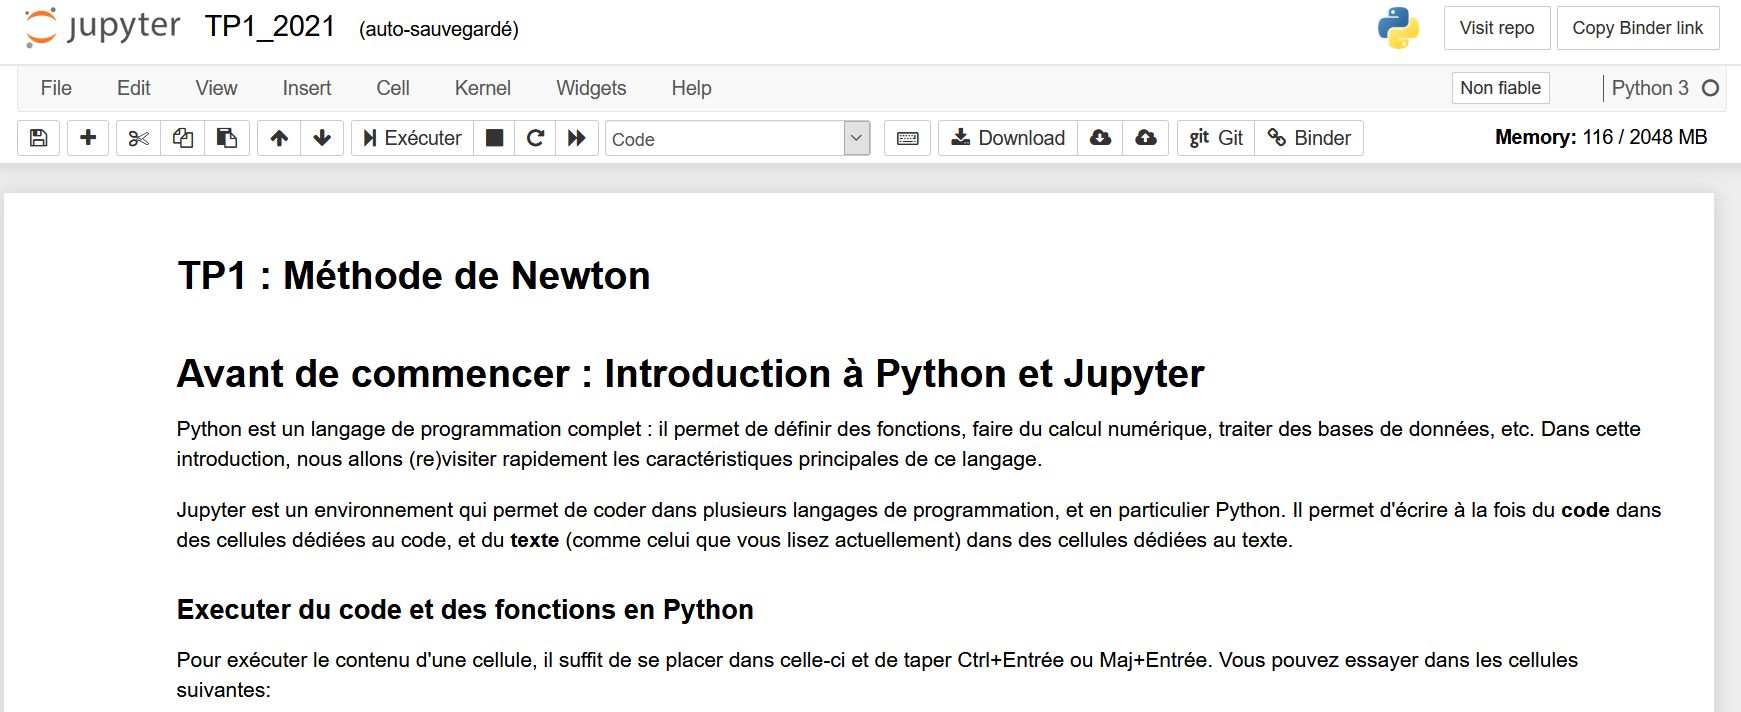 jupyter TP1_2021 (auto-sauvegardé) Visit repo Copy Binder link
File Edit View Insert Cell Kernel Widgets Help Non fiable Python 3
Exécuter Code Download git Git Binder Memory: 116 / 2048 MB
TP1 : Méthode de Newton
Avant de commencer : Introduction à Python et Jupyter
Python est un langage de programmation complet : il permet de définir des fonctions, faire du calcul numérique, traiter des bases de données, etc. Dans cette
introduction, nous allons (re)visiter rapidement les caractéristiques principales de ce langage.
Jupyter est un environnement qui permet de coder dans plusieurs langages de programmation, et en particulier Python. Il permet d'écrire à la fois du code dans
des cellules dédiées au code, et du texte (comme celui que vous lisez actuellement) dans des cellules dédiées au texte.
Executer du code et des fonctions en Python
Pour exécuter le contenu d'une cellule, il suffit de se placer dans celle-ci et de taper Ctrl+Entrée ou Maj+Entrée. Vous pouvez essayer dans les cellules
suivantes: